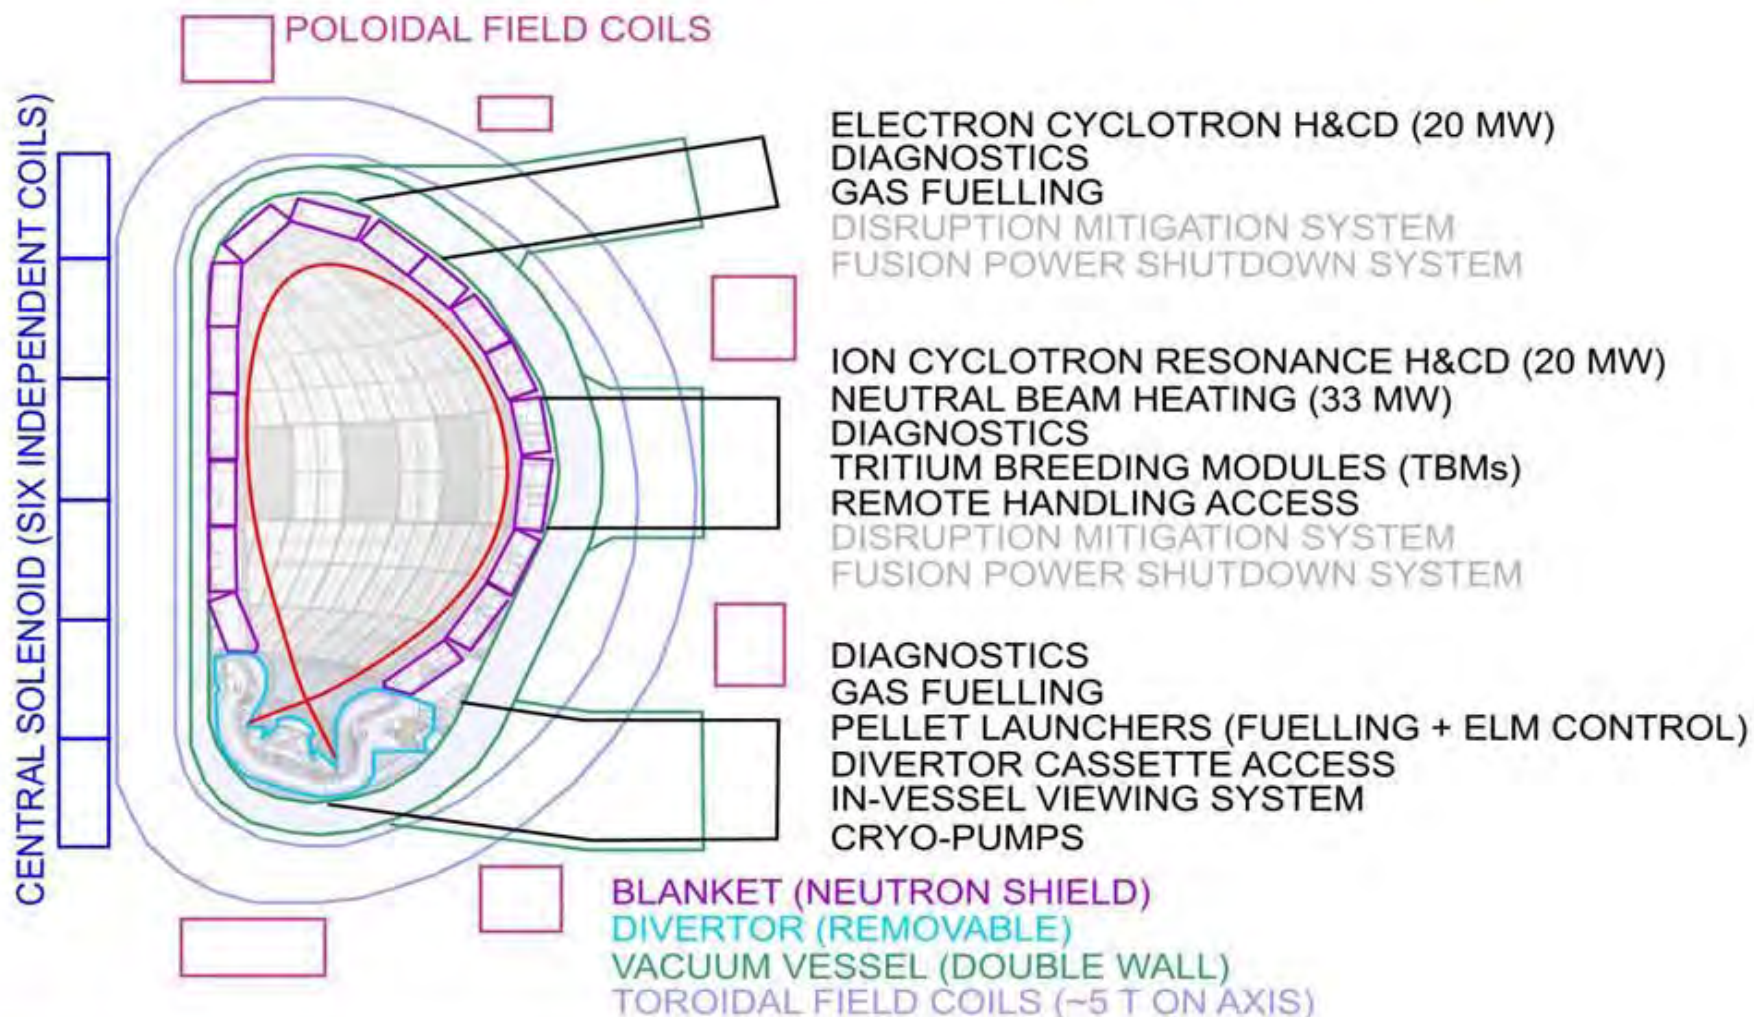 POLOIDAL FIELD COILS
CENTRAL SOLENOID (SIX INDEPENDENT COILS)
ELECTRON CYCLOTRON H&CD (20 MW)
DIAGNOSTICS
GAS FUELLING
DISRUPTION MITIGATION SYSTEM
FUSION POWER SHUTDOWN SYSTEM
ION CYCLOTRON RESONANCE H&CD (20 MW)
NEUTRAL BEAM HEATING (33 MW)
DIAGNOSTICS
TRITIUM BREEDING MODULES (TBMs)
REMOTE HANDLING ACCESS
DISRUPTION MITIGATION SYSTEM
FUSION POWER SHUTDOWN SYSTEM
DIAGNOSTICS
GAS FUELLING
PELLET LAUNCHERS (FUELLING + ELM CONTROL)
DIVERTOR CASSETTE ACCESS
IN-VESSEL VIEWING SYSTEM
CRYO-PUMPS
BLANKET (NEUTRON SHIELD)
DIVERTOR (REMOVABLE)
VACUUM VESSEL (DOUBLE WALL)
TOROIDAL FIELD COILS (~5 T ON AXIS)